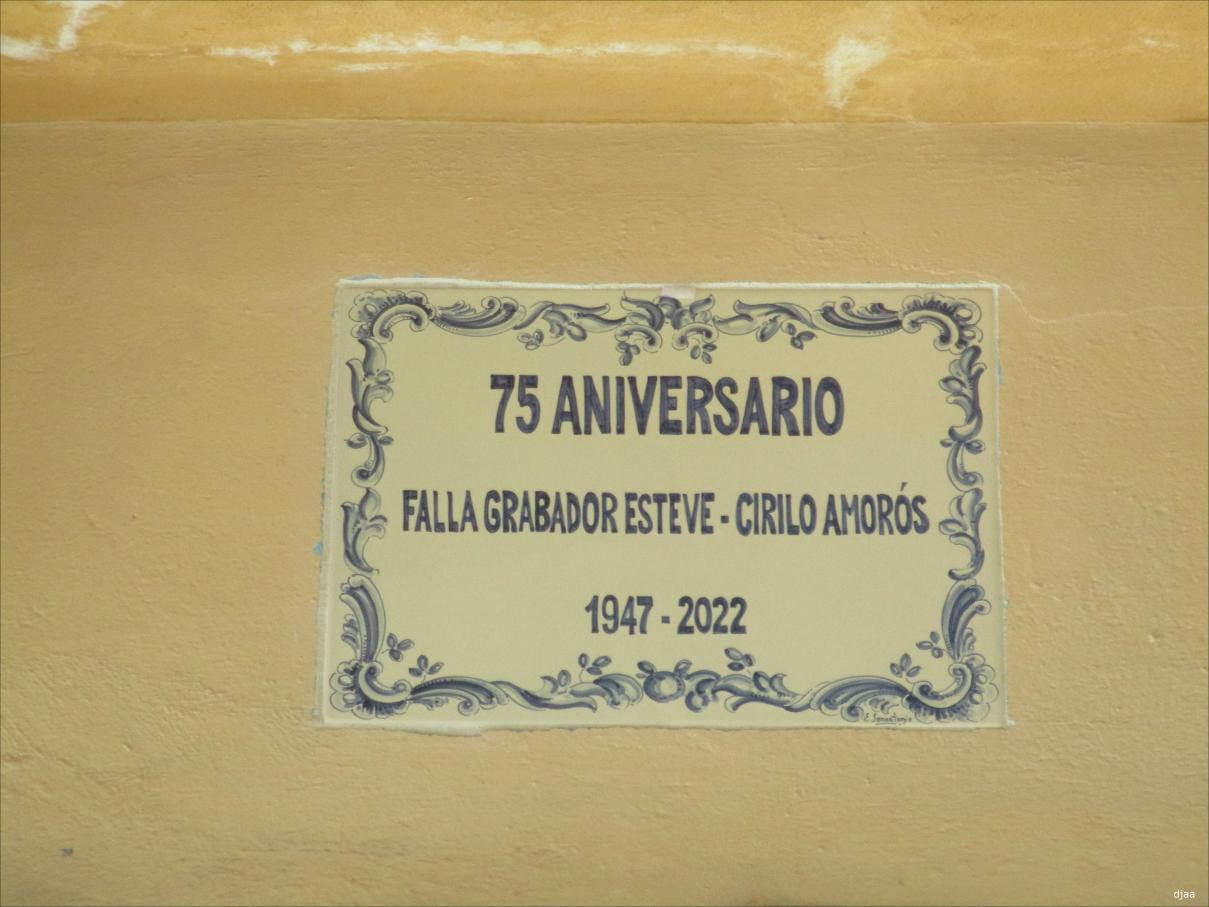 75 ANIVERSARIO
FALLA GRABADOR ESTEVE - CIRILO AMORÓS
1947 - 2022
djaa